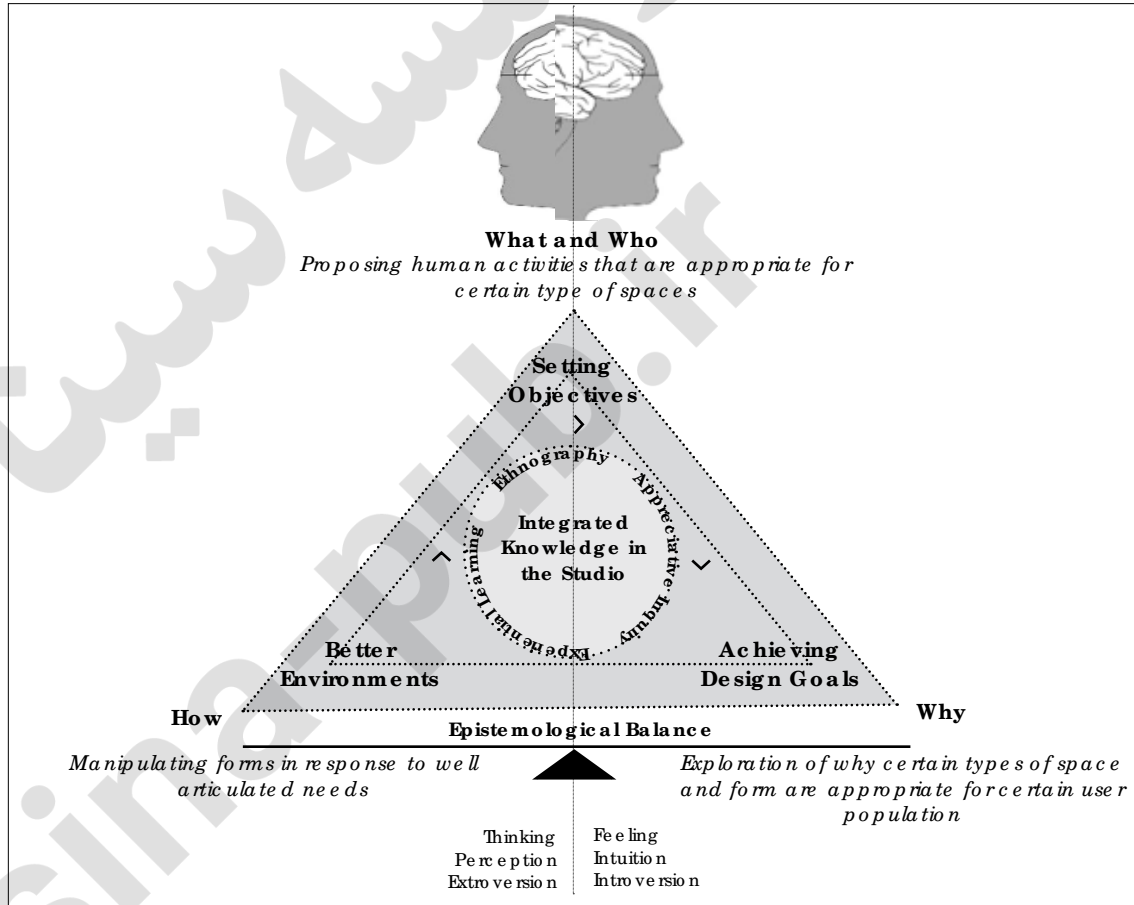 What and Who
Proposing human activities that are appropriate for
certain type of spaces
Setting
Objectives
>
Ethnography
Appreciative Inquiry
Experiential Learning
Integrated
Knowledge in
the Studio
Better
Environments
Achieving
Design Goals
How
Why
Epistemological Balance
Manipulating forms in response to well
articulated needs
Exploration of why certain types of space
and form are appropriate for certain user
population
Thinking
Perception
Extroversion
Feeling
Intuition
Introversion
sina-pub.ir